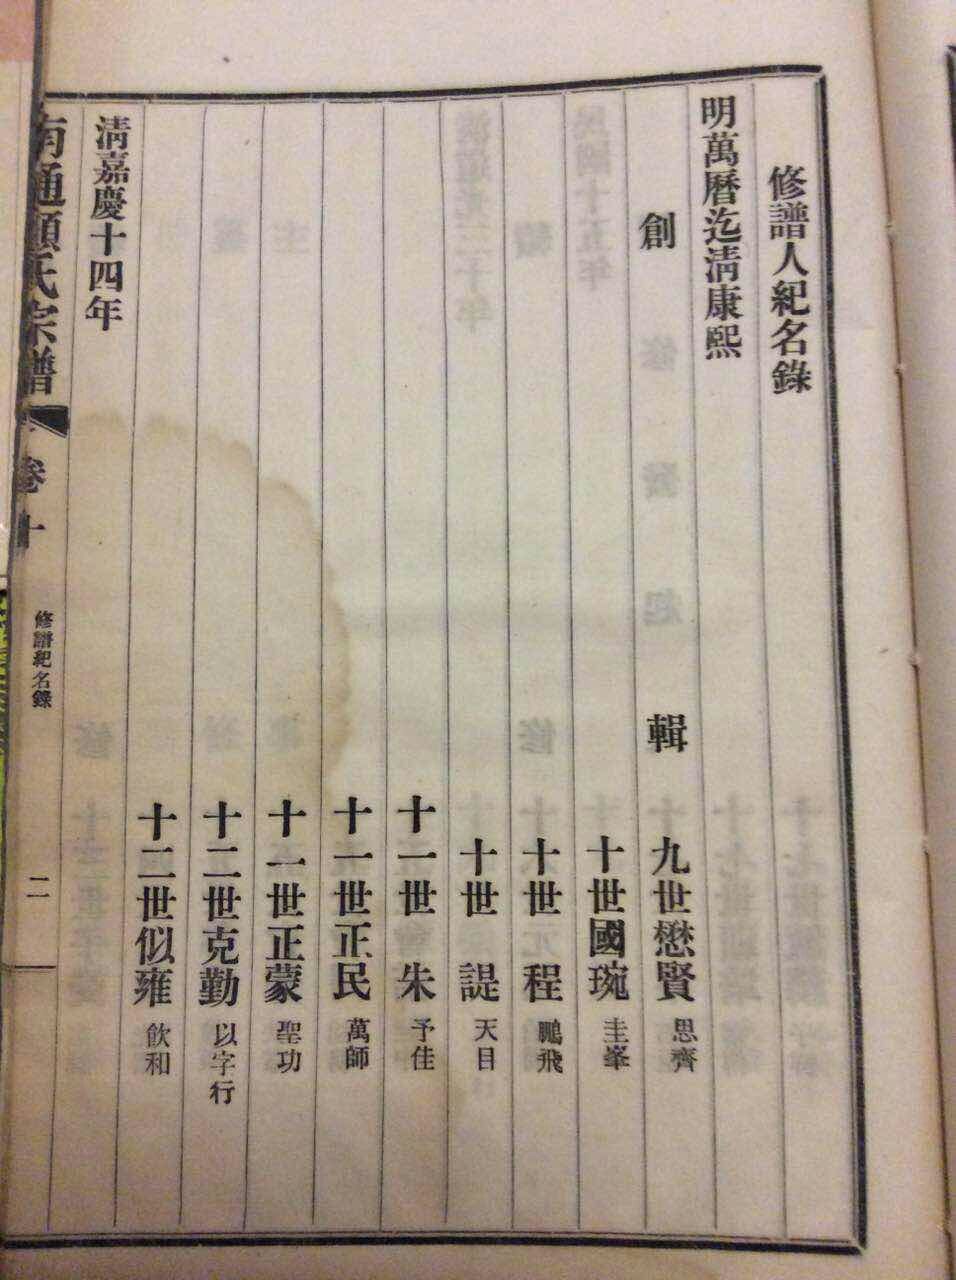 修譜人紀名錄
明萬曆迄淸康熙
創輯 九世懋賢 思齊
十世國琬 圭峯
十世程 鵬飛
十世諟 天目
十一世朱 予佳
十一世正民 萬師
十一世正蒙 聖功
十二世克勤 以字行
十二世似雍 飮和
淸嘉慶十四年
南通顧氏宗譜 卷十 修譜紀名錄 二